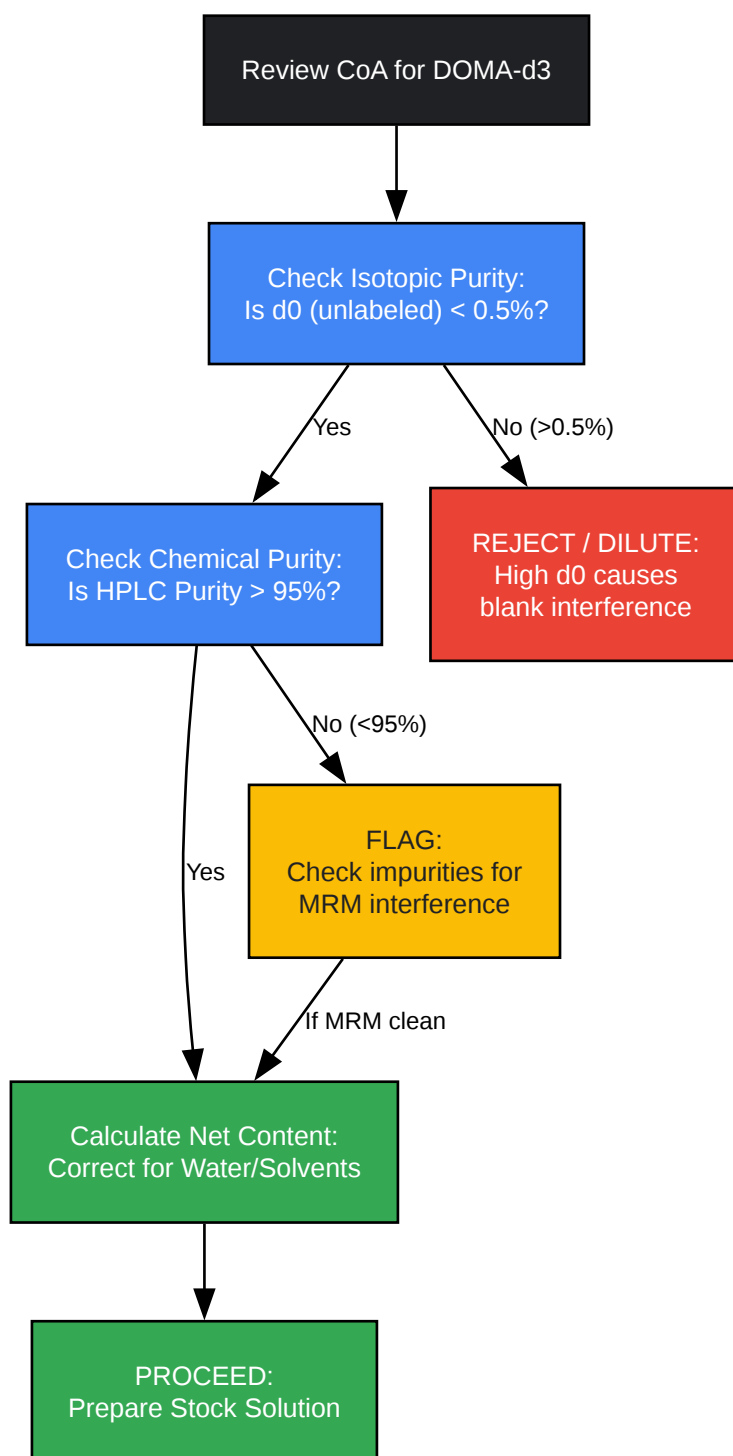 Review CoA for DOMA-d3
Check Isotopic Purity:
Is d0 (unlabeled) < 0.5%?
Yes
No (>0.5%)
Check Chemical Purity:
Is HPLC Purity > 95%?
REJECT / DILUTE:
High d0 causes
blank interference
No (<95%)
Yes
FLAG:
Check impurities for
MRM interference
If MRM clean
Calculate Net Content:
Correct for Water/Solvents
PROCEED:
Prepare Stock Solution